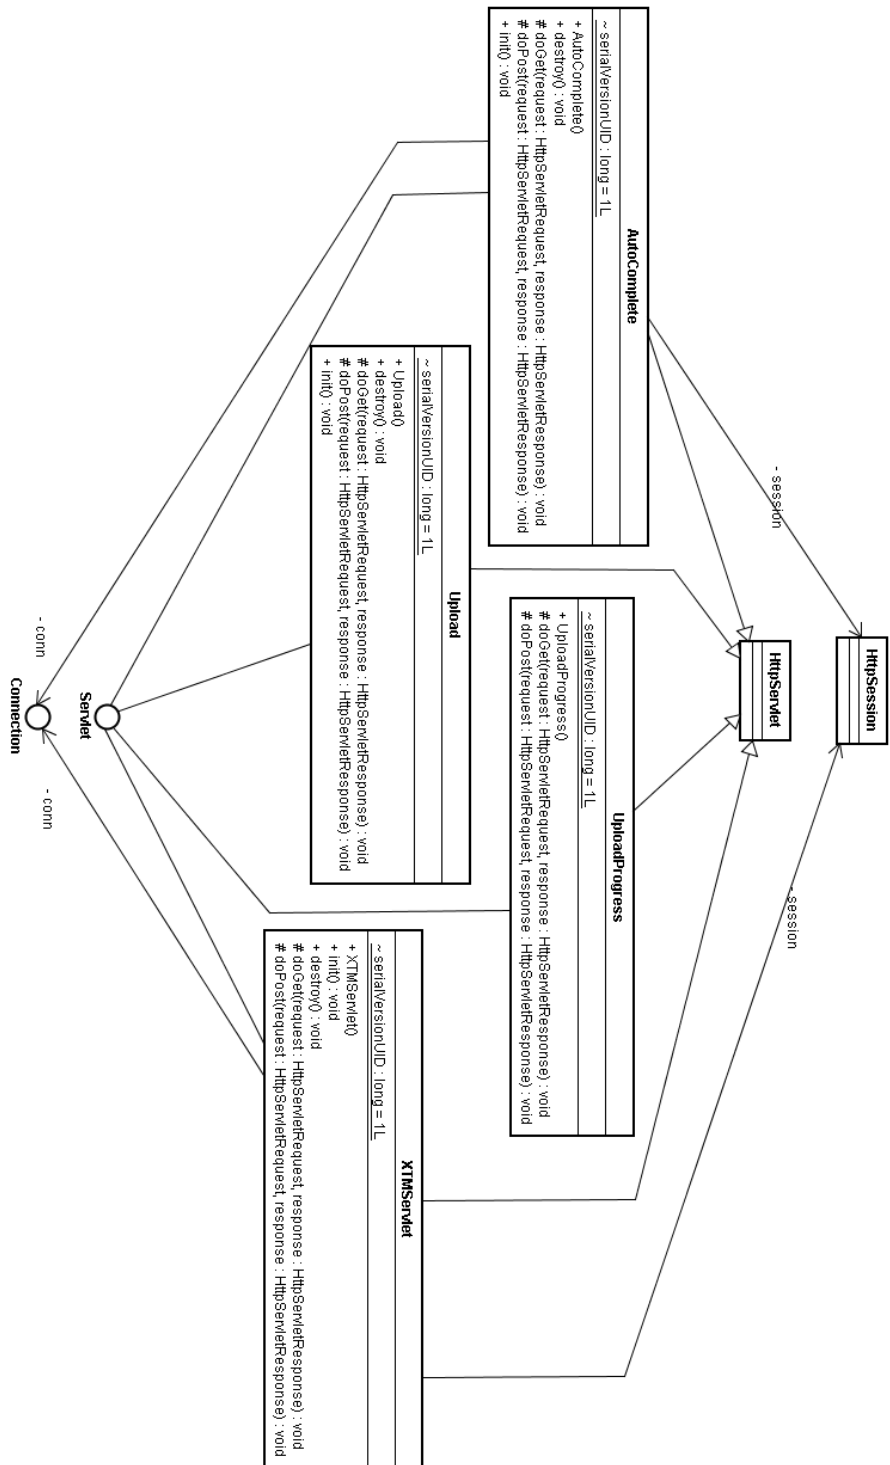 HttpSession
HttpServlet
- session
- session
AutoComplete
~ serialVersionUID : long = 1L
+ AutoComplete()
+ destroy() : void
# doGet(request : HttpServletRequest, response : HttpServletResponse) : void
# doPost(request : HttpServletRequest, response : HttpServletResponse) : void
+ init() : void
UploadProgress
~ serialVersionUID : long = 1L
+ UploadProgress()
# doGet(request : HttpServletRequest, response : HttpServletResponse) : void
# doPost(request : HttpServletRequest, response : HttpServletResponse) : void
Upload
~ serialVersionUID : long = 1L
+ Upload()
+ destroy() : void
# doGet(request : HttpServletRequest, response : HttpServletResponse) : void
# doPost(request : HttpServletRequest, response : HttpServletResponse) : void
+ init() : void
XTMServlet
~ serialVersionUID : long = 1L
+ XTMServlet()
+ init() : void
+ destroy() : void
# doGet(request : HttpServletRequest, response : HttpServletResponse) : void
# doPost(request : HttpServletRequest, response : HttpServletResponse) : void
Servlet
- conn
- conn
Connection